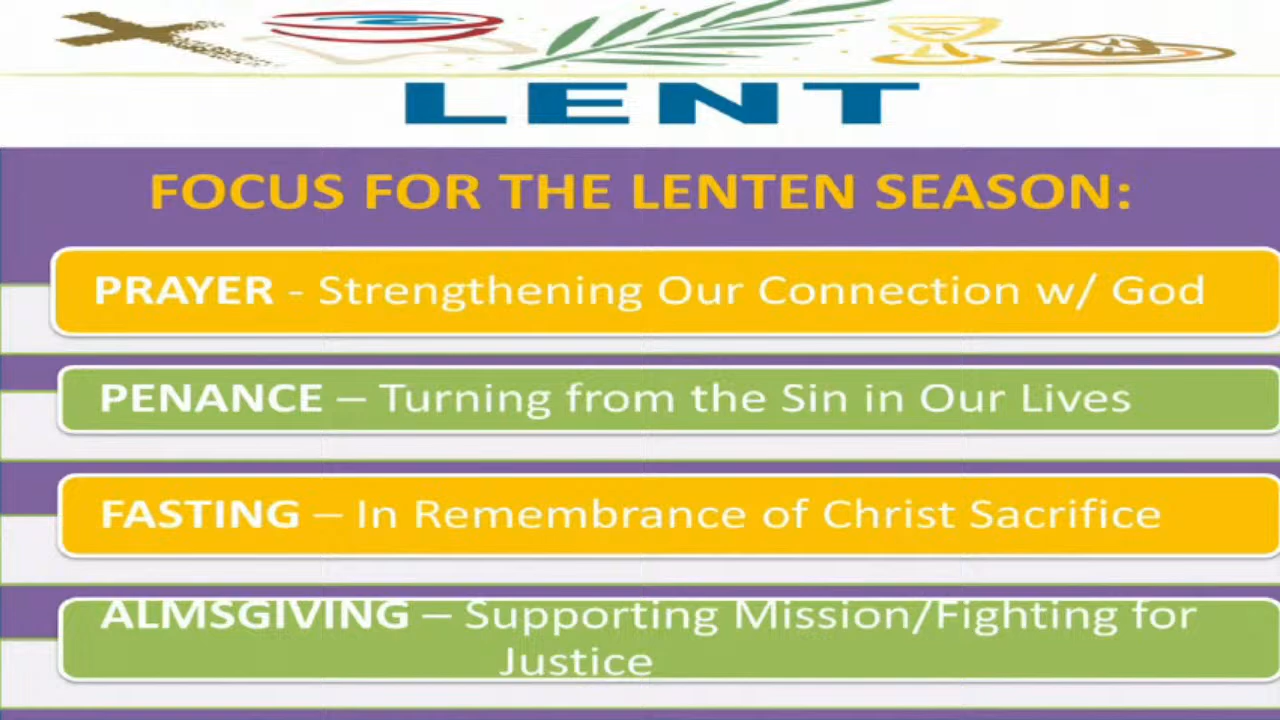 LENT
FOCUS FOR THE LENTEN SEASON:
PRAYER - Strengthening Our Connection w/ God
PENANCE – Turning from the Sin in Our Lives
FASTING – In Remembrance of Christ Sacrifice
ALMSGIVING – Supporting Mission/Fighting for
Justice